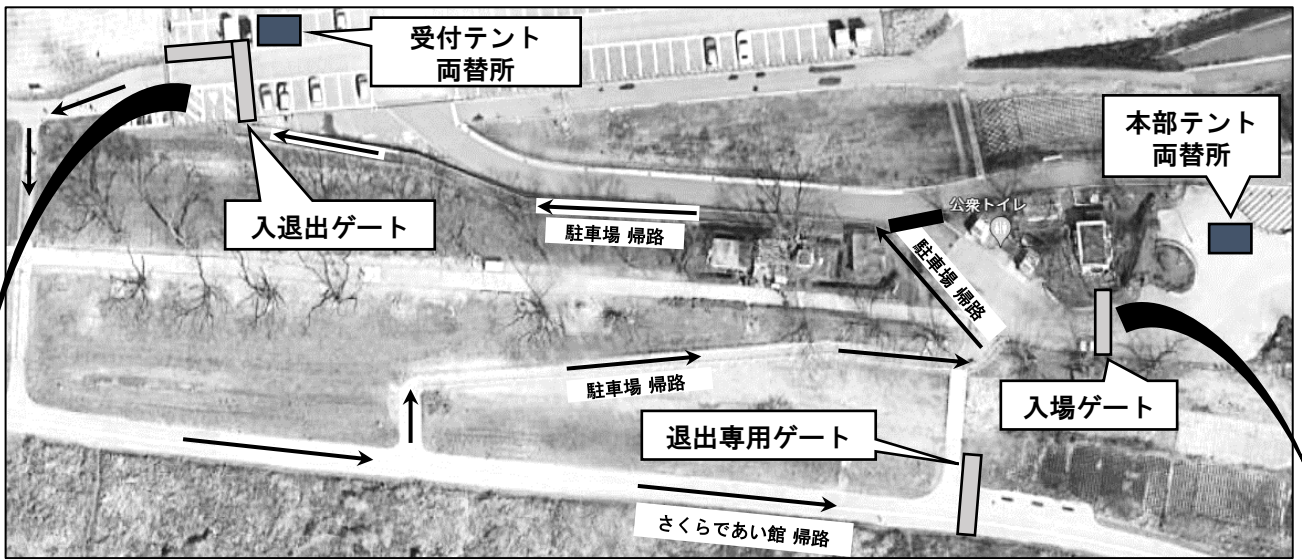 受付テント
両替所
本部テント
両替所
公衆トイレ
入退出ゲート
駐車場 帰路
駐車場 帰路
駐車場 帰路
入場ゲート
退出専用ゲート
さくらであい館 帰路